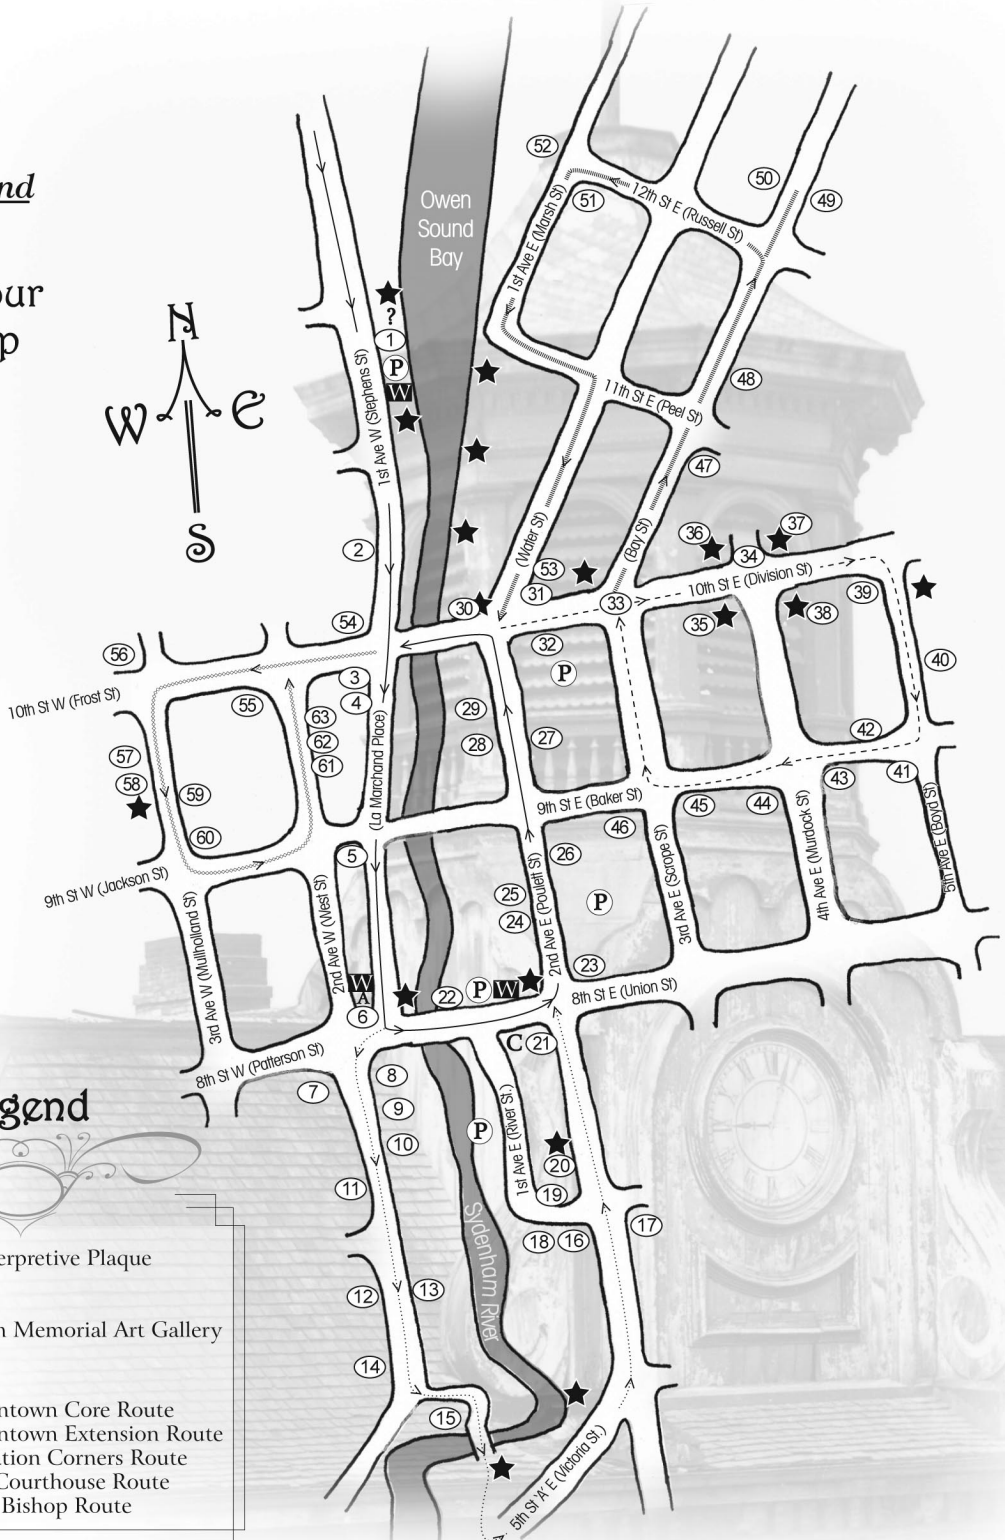 nd
our
p
N
W E
S
Owen
Sound
Bay
52
50
49
51
12th St E (Russell St)
1st Ave E (Marsh St)
?
1
P
W
1st Ave W (Stephens St)
48
11th St E (Peel St)
47
2
(Water St)
(Bay St)
36
37
34
53
31
30
33
10th St E (Division St)
39
35
38
54
56
32
P
40
3
4
10th St W (Frost St)
55
63
62
61
29
28
27
42
57
58
59
60
(La Marchand Place)
43
41
9th St E (Baker St)
45
44
46
5
26
9th St W (Jackson St)
25
24
P
2nd Ave W (West St)
2nd Ave E (Poulett St)
3rd Ave E (Scrope St)
4th Ave E (Murdock St)
5th Ave E (Boyd St)
3rd Ave W (Mullholland St)
23
W
A
6
22
P
W
8th St E (Union St)
C
21
8th St W (Patterson St)
7
8
9
10
P
1st Ave E (River St.)
20
19
11
gend
17
18
16
Sydenham River
erpretive Plaque
12
13
n Memorial Art Gallery
14
15
ntown Core Route
ntown Extension Route
ation Corners Route
Courthouse Route
Bishop Route
5th St 'A' E (Victoria St.)